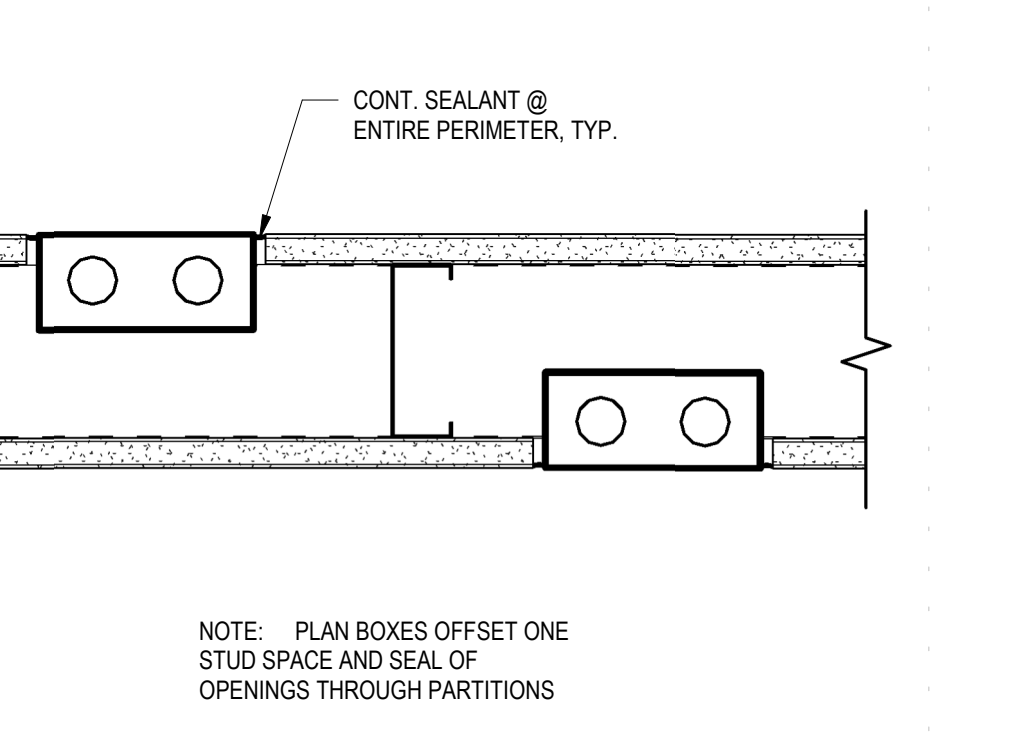 CONT. SEALANT @
ENTIRE PERIMETER, TYP.
NOTE: PLAN BOXES OFFSET ONE
STUD SPACE AND SEAL OF
OPENINGS THROUGH PARTITIONS